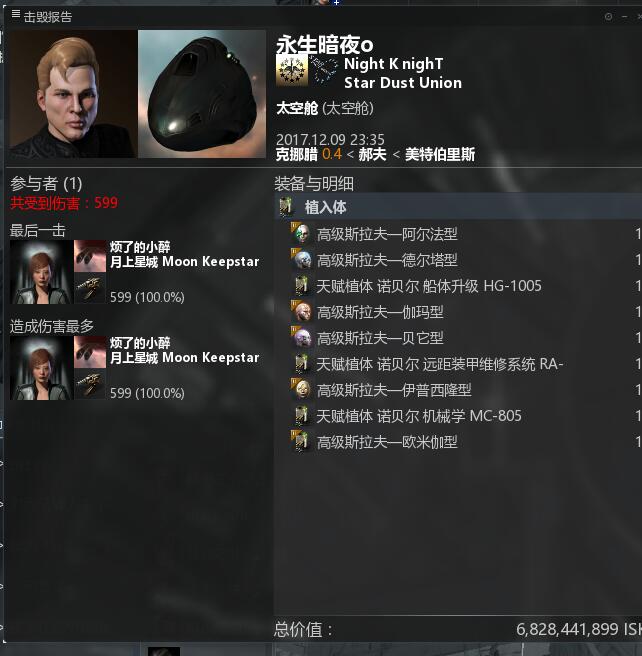 击毁报告
永生暗夜o
Night K nighT
Star Dust Union
太空舱 (太空舱)
2017.12.09 23:35
克挪腊 0.4 < 郝夫 < 美特伯里斯
参与者 (1)
共受到伤害：599
最后一击
烦了的小醉
月上星城 Moon Keepstar
599 (100.0%)
造成伤害最多
烦了的小醉
月上星城 Moon Keepstar
599 (100.0%)
装备与明细
植入体
高级斯拉夫—阿尔法型 1
高级斯拉夫—德尔塔型 1
天赋植体 诺贝尔 船体升级 HG-1005 1
高级斯拉夫—伽玛型 1
高级斯拉夫—贝它型 1
天赋植体 诺贝尔 远距装甲维修系统 RA- 1
高级斯拉夫—伊普西隆型 1
天赋植体 诺贝尔 机械学 MC-805 1
高级斯拉夫—欧米伽型 1
总价值： 6,828,441,899 ISK